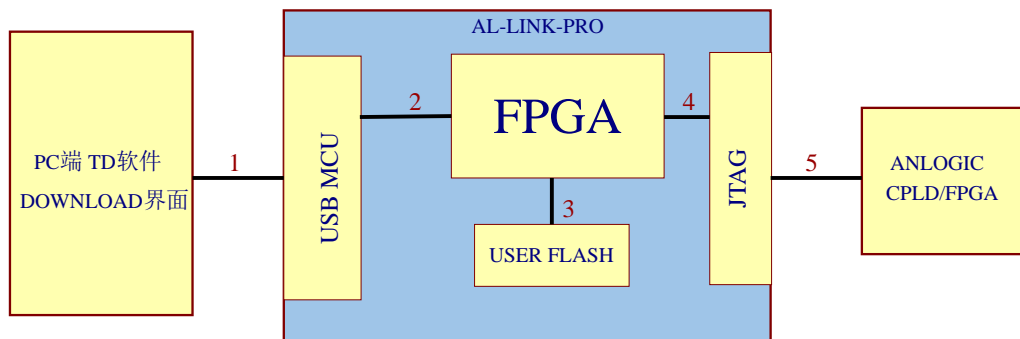 AL-LINK-PRO
PC端 TD软件
DOWNLOAD界面
1
USB MCU
2
FPGA
3
USER FLASH
4
JTAG
5
ANLOGIC
CPLD/FPGA